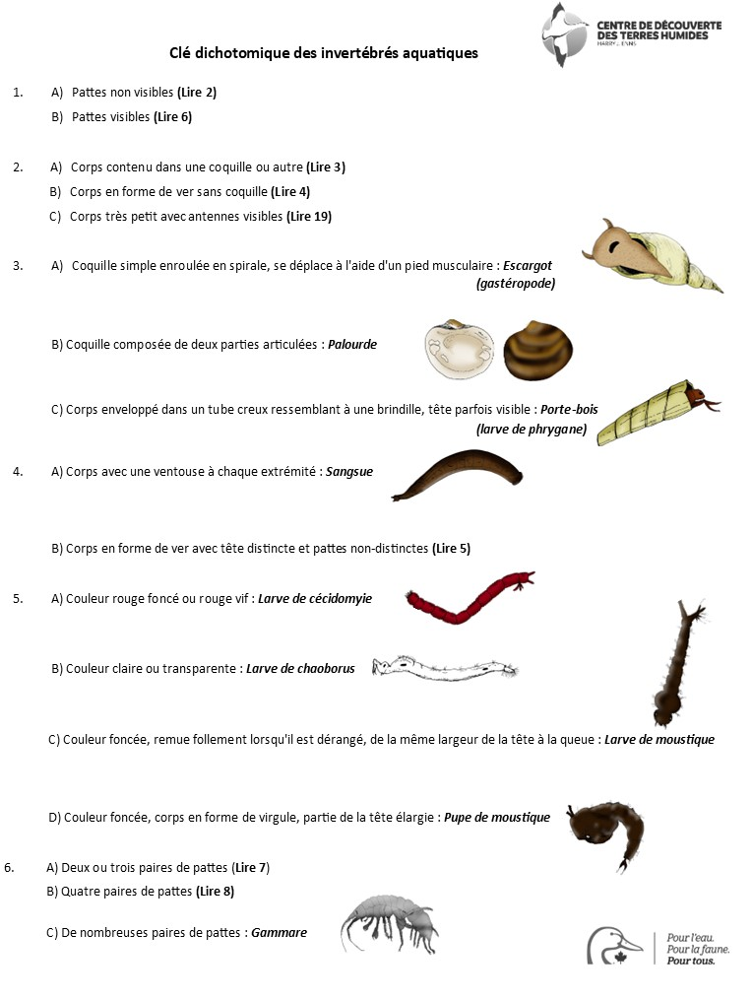 CENTRE DE DÉCOUVERTE
DES TERRES HUMIDES
HARRY J. ENNS
Clé dichotomique des invertébrés aquatiques
1. A) Pattes non visibles (Lire 2)
B) Pattes visibles (Lire 6)
2. A) Corps contenu dans une coquille ou autre (Lire 3)
B) Corps en forme de ver sans coquille (Lire 4)
C) Corps très petit avec antennes visibles (Lire 19)
3. A) Coquille simple enroulée en spirale, se déplace à l'aide d'un pied musculaire : Escargot
(gastéropode)
B) Coquille composée de deux parties articulées : Palourde
C) Corps enveloppé dans un tube creux ressemblant à une brindille, tête parfois visible : Porte-bois
(larve de phrygane)
4. A) Corps avec une ventouse à chaque extrémité : Sangsue
B) Corps en forme de ver avec tête distincte et pattes non-distinctes (Lire 5)
5. A) Couleur rouge foncé ou rouge vif : Larve de cécidomyie
B) Couleur claire ou transparente : Larve de chaoborus
C) Couleur foncée, remue follement lorsqu'il est dérangé, de la même largeur de la tête à la queue : Larve de moustique
D) Couleur foncée, corps en forme de virgule, partie de la tête élargie : Pupe de moustique
6. A) Deux ou trois paires de pattes (Lire 7)
B) Quatre paires de pattes (Lire 8)
C) De nombreuses paires de pattes : Gammare
Pour l'eau.
Pour la faune.
Pour tous.